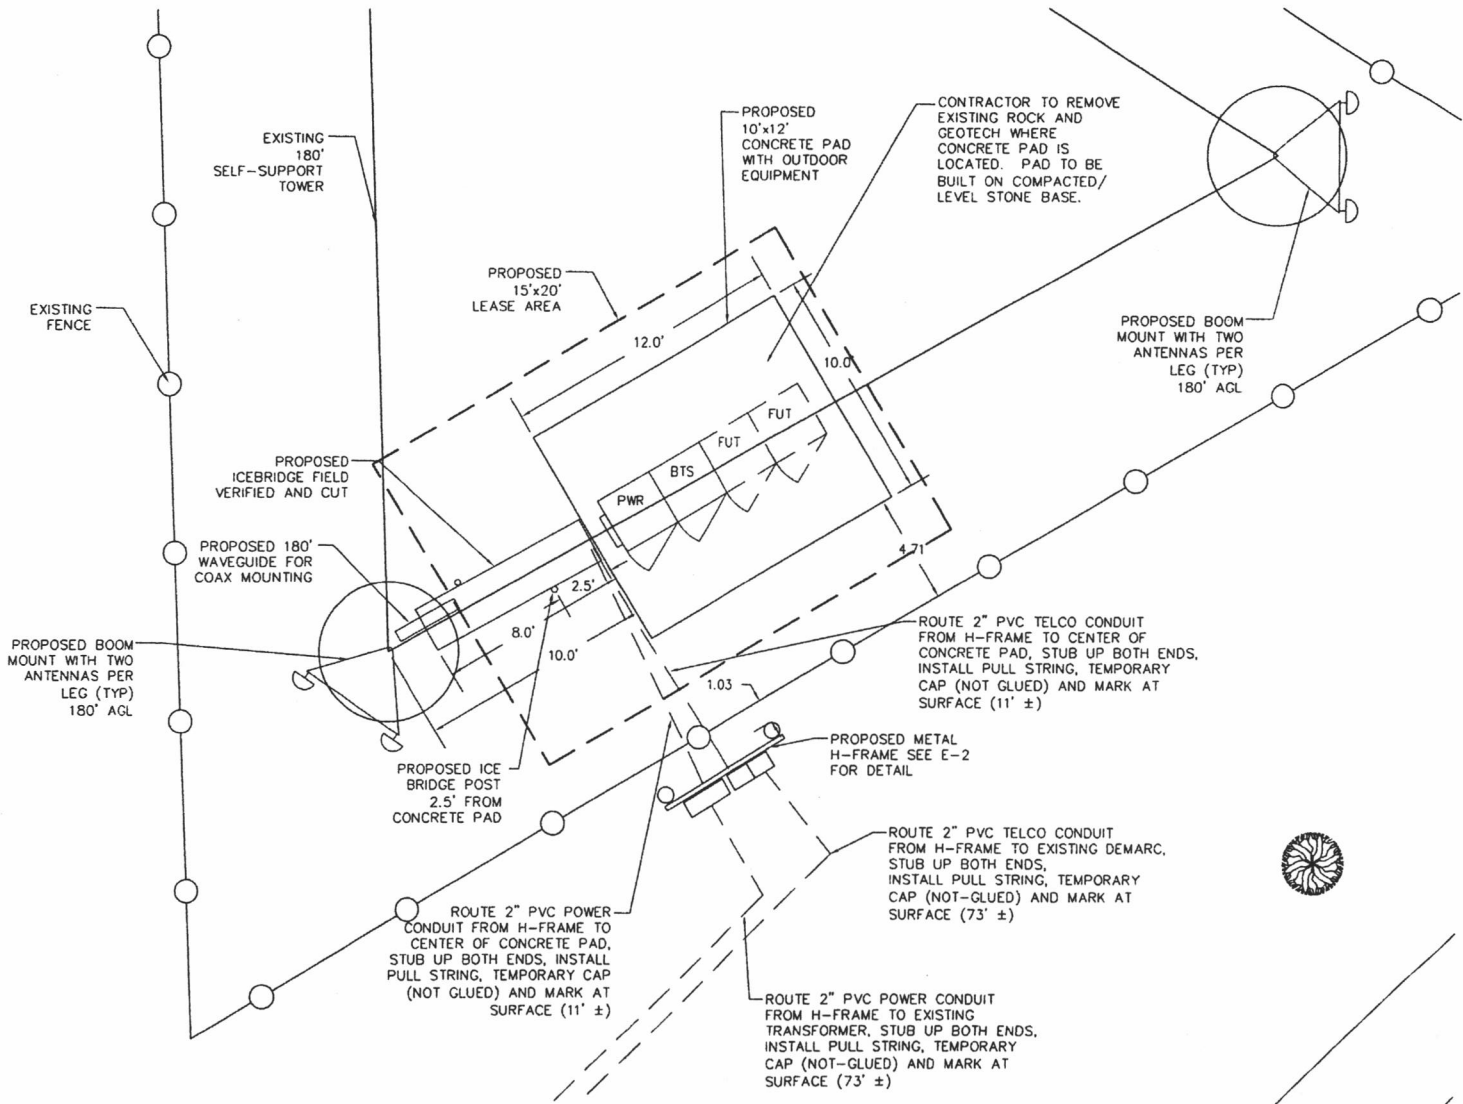 EXISTING
180'
SELF-SUPPORT
TOWER
PROPOSED
10'x12'
CONCRETE PAD
WITH OUTDOOR
EQUIPMENT
CONTRACTOR TO REMOVE
EXISTING ROCK AND
GEOTECH WHERE
CONCRETE PAD IS
LOCATED. PAD TO BE
BUILT ON COMPACTED/
LEVEL STONE BASE.
PROPOSED
15'x20'
LEASE AREA
EXISTING
FENCE
PROPOSED BOOM
MOUNT WITH TWO
ANTENNAS PER
LEG (TYP)
180' AGL
12.0'
10.0'
FUT
FUT
BTS
PWR
PROPOSED
ICEBRIDGE FIELD
VERIFIED AND CUT
PROPOSED 180'
WAVEGUIDE FOR
COAX MOUNTING
4.71
2.5'
8.0'
10.0'
1.03
PROPOSED BOOM
MOUNT WITH TWO
ANTENNAS PER
LEG (TYP)
180' AGL
ROUTE 2" PVC TELCO CONDUIT
FROM H-FRAME TO CENTER OF
CONCRETE PAD, STUB UP BOTH ENDS,
INSTALL PULL STRING, TEMPORARY
CAP (NOT GLUED) AND MARK AT
SURFACE (11' ±)
PROPOSED METAL
H-FRAME SEE E-2
FOR DETAIL
PROPOSED ICE
BRIDGE POST
2.5' FROM
CONCRETE PAD
ROUTE 2" PVC TELCO CONDUIT
FROM H-FRAME TO EXISTING DEMARC,
STUB UP BOTH ENDS,
INSTALL PULL STRING, TEMPORARY
CAP (NOT-GLUED) AND MARK AT
SURFACE (73' ±)
ROUTE 2" PVC POWER
CONDUIT FROM H-FRAME TO
CENTER OF CONCRETE PAD,
STUB UP BOTH ENDS, INSTALL
PULL STRING, TEMPORARY CAP
(NOT GLUED) AND MARK AT
SURFACE (11' ±)
ROUTE 2" PVC POWER CONDUIT
FROM H-FRAME TO EXISTING
TRANSFORMER, STUB UP BOTH ENDS,
INSTALL PULL STRING, TEMPORARY
CAP (NOT-GLUED) AND MARK AT
SURFACE (73' ±)